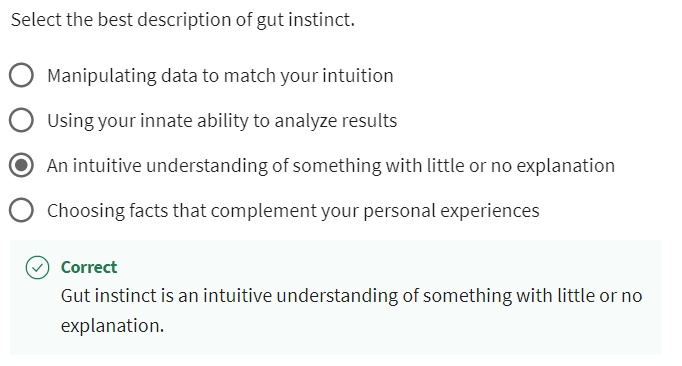 Select the best description of gut instinct.
Manipulating data to match your intuition
Using your innate ability to analyze results
An intuitive understanding of something with little or no explanation
Choosing facts that complement your personal experiences
Correct
Gut instinct is an intuitive understanding of something with little or no
explanation.